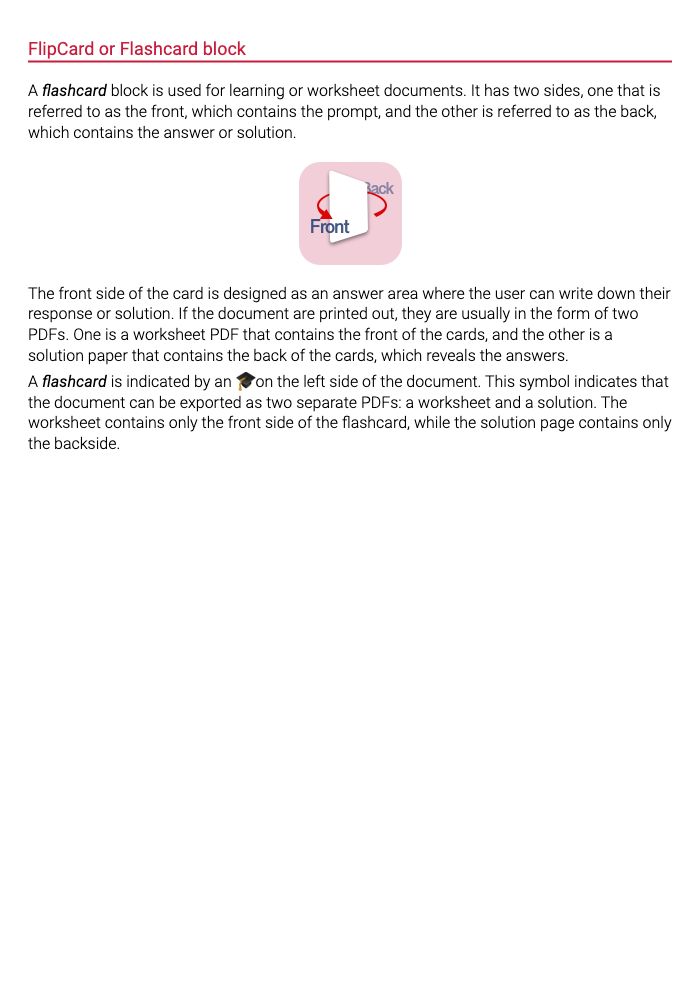 FlipCard or Flashcard block
A flashcard block is used for learning or worksheet documents. It has two sides, one that is
referred to as the front, which contains the prompt, and the other is referred to as the back,
which contains the answer or solution.
Back
Front
The front side of the card is designed as an answer area where the user can write down their
response or solution. If the document are printed out, they are usually in the form of two
PDFs. One is a worksheet PDF that contains the front of the cards, and the other is a
solution paper that contains the back of the cards, which reveals the answers.
A flashcard is indicated by an 🎓on the left side of the document. This symbol indicates that
the document can be exported as two separate PDFs: a worksheet and a solution. The
worksheet contains only the front side of the flashcard, while the solution page contains only
the backside.